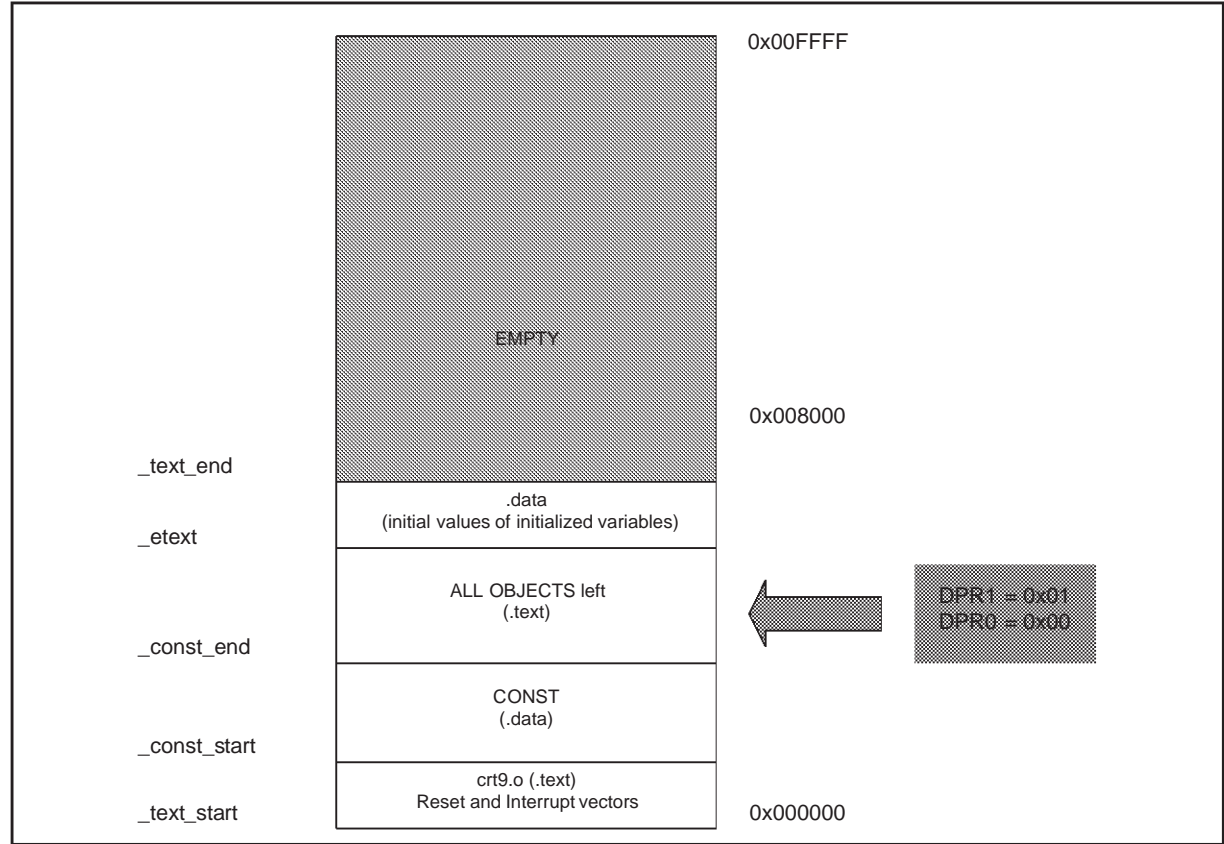 0x00FFFF
EMPTY
0x008000
_text_end
.data
(initial values of initialized variables)
_etext
ALL OBJECTS left
(.text)
DPR1 = 0x01
DPR0 = 0x00
_const_end
CONST
(.data)
_const_start
crt9.o (.text)
Reset and Interrupt vectors
_text_start
0x000000